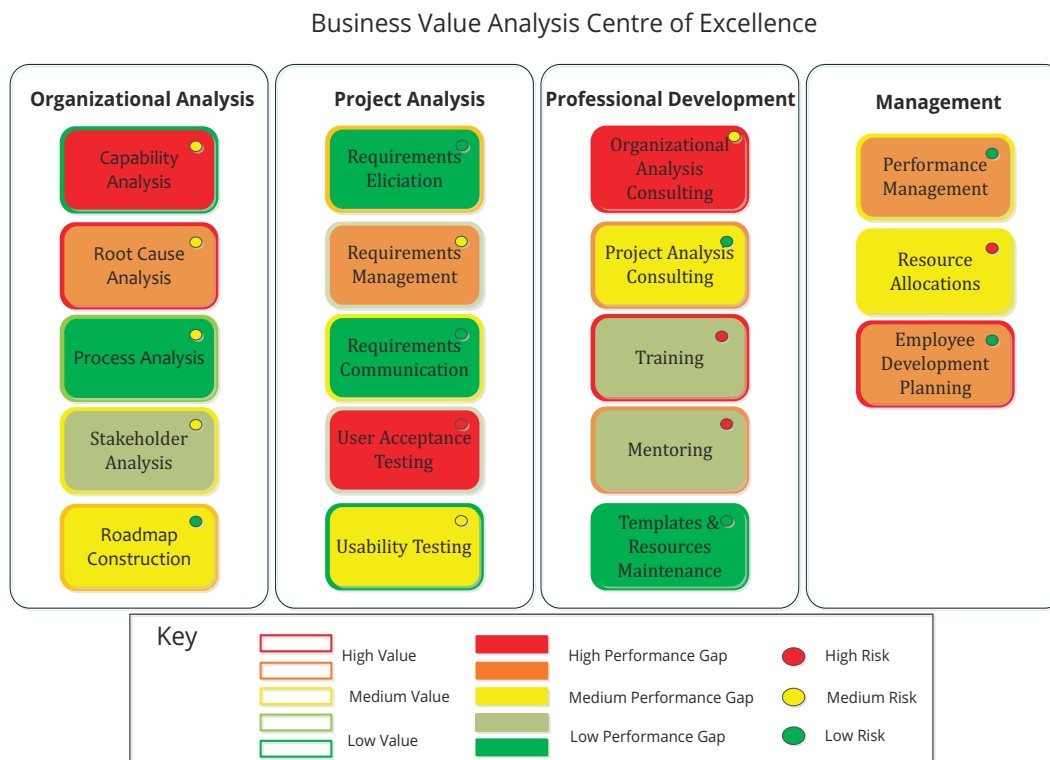 Business Value Analysis Centre of Excellence
Organizational Analysis
Capability
Analysis
Root Cause
Analysis
Process Analysis
Stakeholder
Analysis
Roadmap
Construction
Project Analysis
Requirements
Eliciation
Requirements
Management
Requirements
Communication
User Acceptance
Testing
Usability Testing
Professional Development
Organizational
Analysis
Consulting
Project Analysis
Consulting
Training
Mentoring
Templates &
Resources
Maintenance
Management
Performance
Management
Resource
Allocations
Employee
Development
Planning
Key
High Value
Medium Value
Low Value
High Performance Gap
Medium Performance Gap
Low Performance Gap
High Risk
Medium Risk
Low Risk